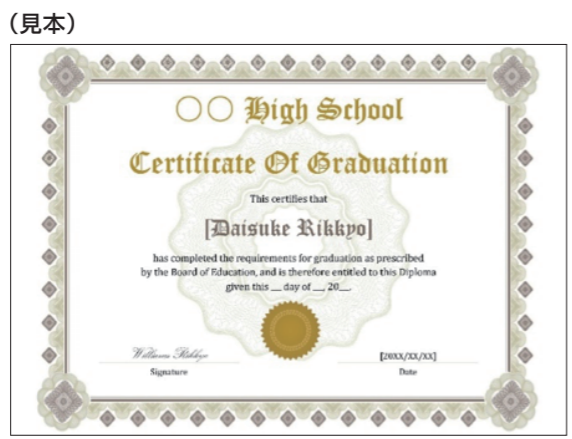 (見本)
〇〇 High School
Certificate Of Graduation
This certifies that
[Daisuke Rikkyo]
has completed the requirements for graduation as prescribed
by the Board of Education, and is therefore entitled to this Diploma
given this __ day of __, 20__.
Williams Rikkyo [20XX/XX/XX]
Signature Date